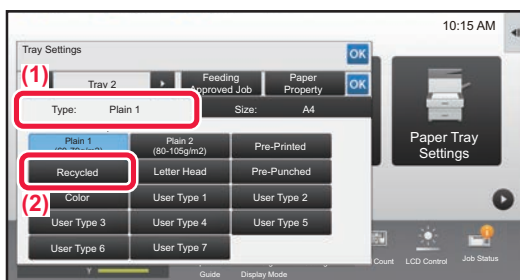 10:15 AM
Tray Settings
OK
(1)
Tray 2
Feeding
Approved Job
Paper
Property
OK
Type: Plain 1 Size: A4
Plain 1
Plain 2
(80-105g/m2)
Pre-Printed
Recycled
Letter Head
Pre-Punched
(2)
Color
User Type 1
User Type 2
User Type 3
User Type 4
User Type 5
User Type 6
User Type 7
Paper Tray
Settings
Y
Guide
Display Mode
Count
LCD Control
Job Status